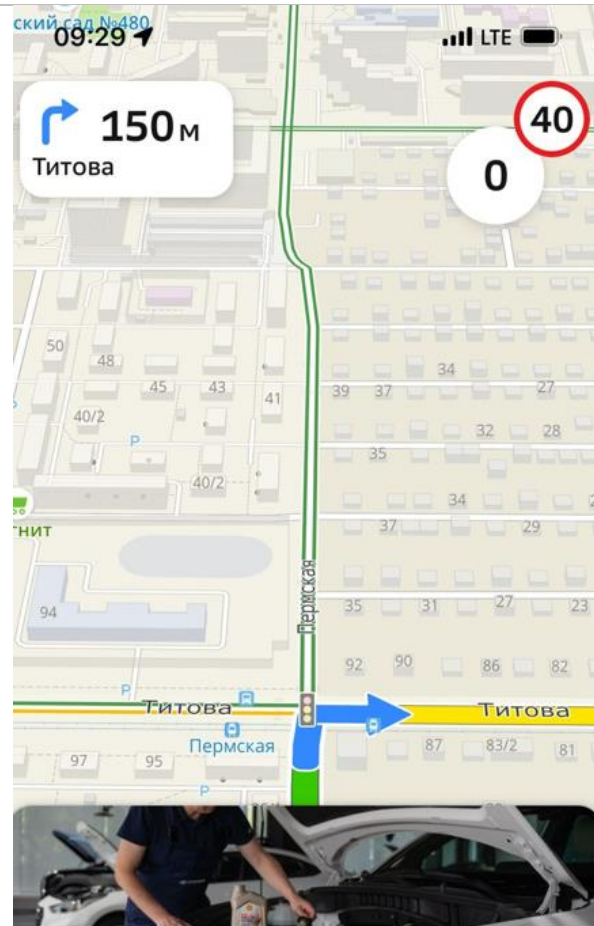 ский сад №480
09:29
LTE
150 м
Титова
40
0
50
48
45
43
41
39
37
34
27
40/2
32
28
P
35
40/2
34
гнит
37
29
Пермская
94
35
31
27
23
92
90
86
82
P
Титова
Титова
Пермская
97
95
87
83/2
81
P